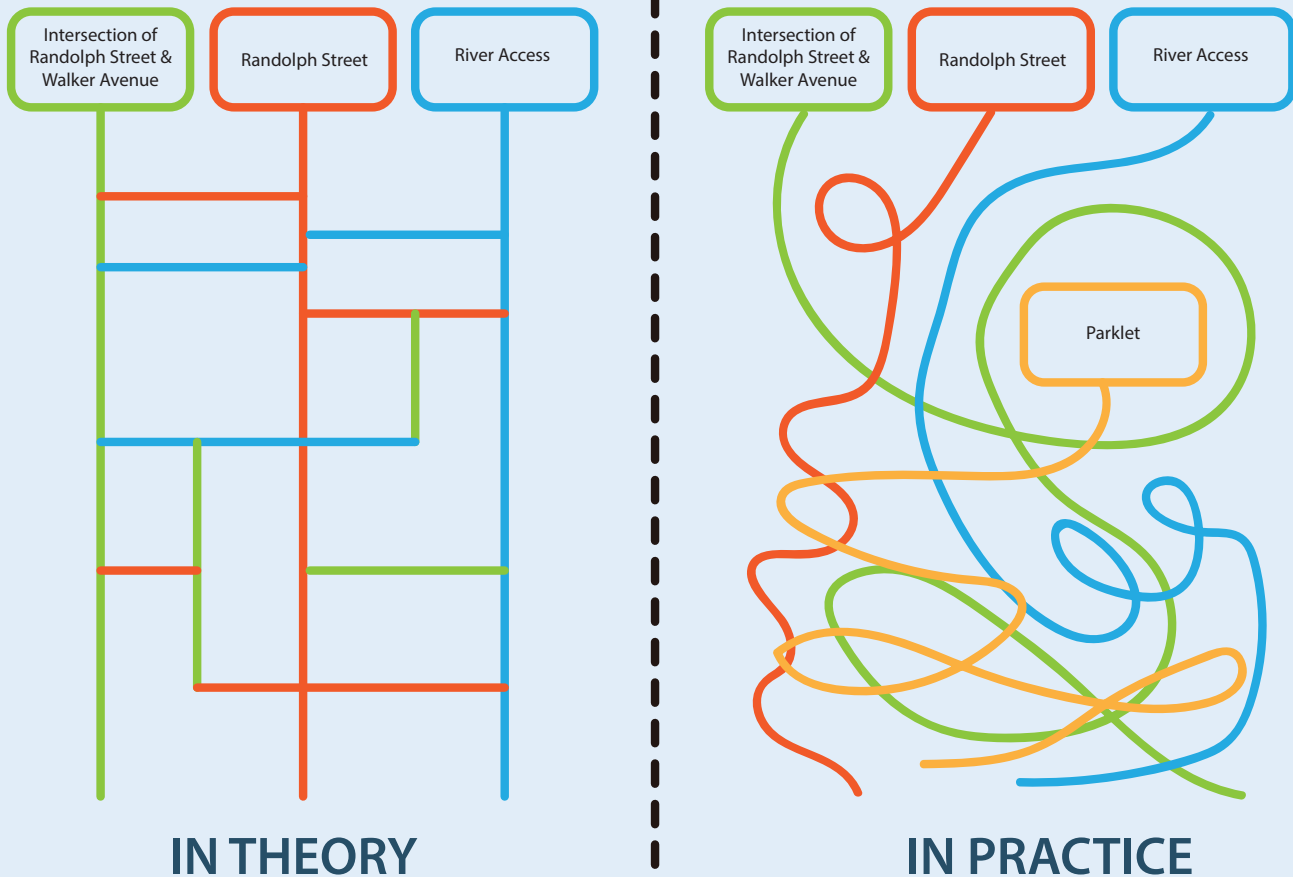 Intersection of
Randolph Street &
Walker Avenue
Randolph Street
River Access
IN THEORY
Intersection of
Randolph Street &
Walker Avenue
Randolph Street
River Access
Parklet
IN PRACTICE